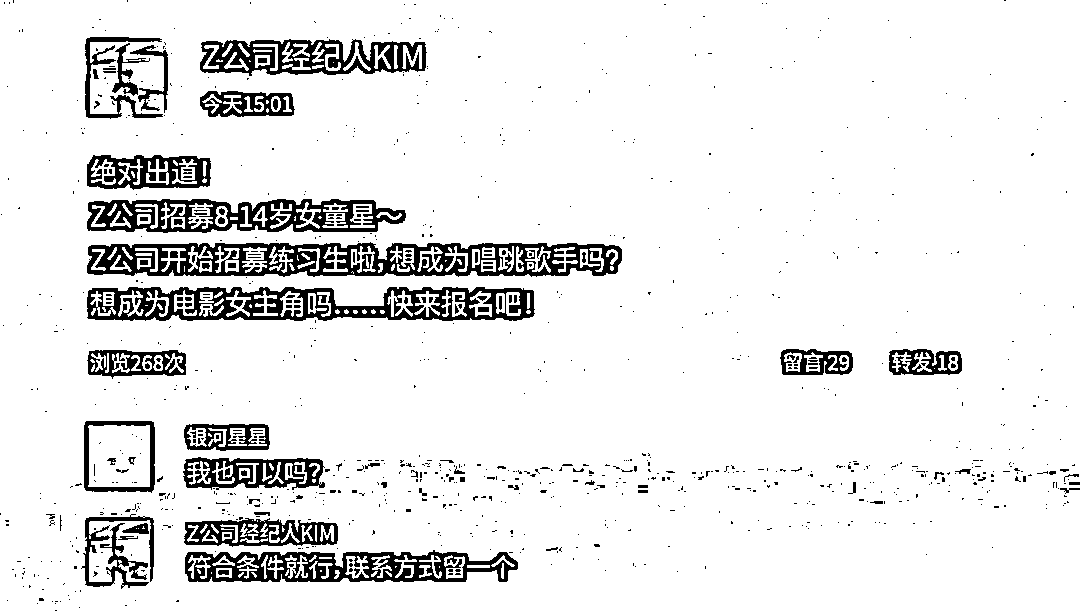 Z公司经纪人KIM
今天15:01
绝对出道！
Z公司招募8-14岁女童星～
Z公司开始招募练习生啦，想成为唱跳歌手吗？
想成为电影女主角吗……快来报名吧！
浏览268次 留言29 转发18
银河星星
我也可以吗？
Z公司经纪人KIM
符合条件就行，联系方式留一个